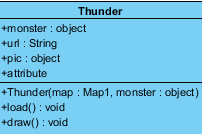 Thunder
+monster : object
+url : String
+pic : object
+attribute
+Thunder(map : Map1, monster : object)
+load() : void
+draw() : void